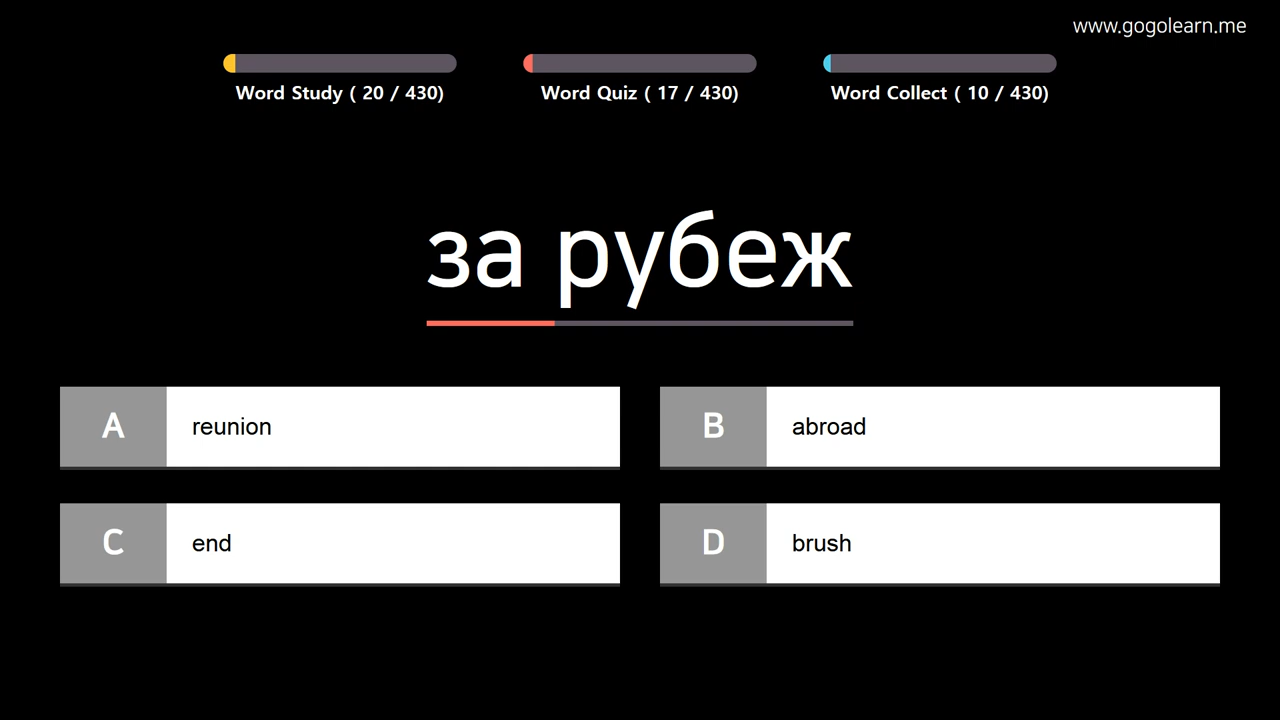 www.gogolearn.me
Word Study ( 20 / 430)
Word Quiz ( 17 / 430)
Word Collect ( 10 / 430)
за рубеж
A
reunion
B
abroad
C
end
D
brush